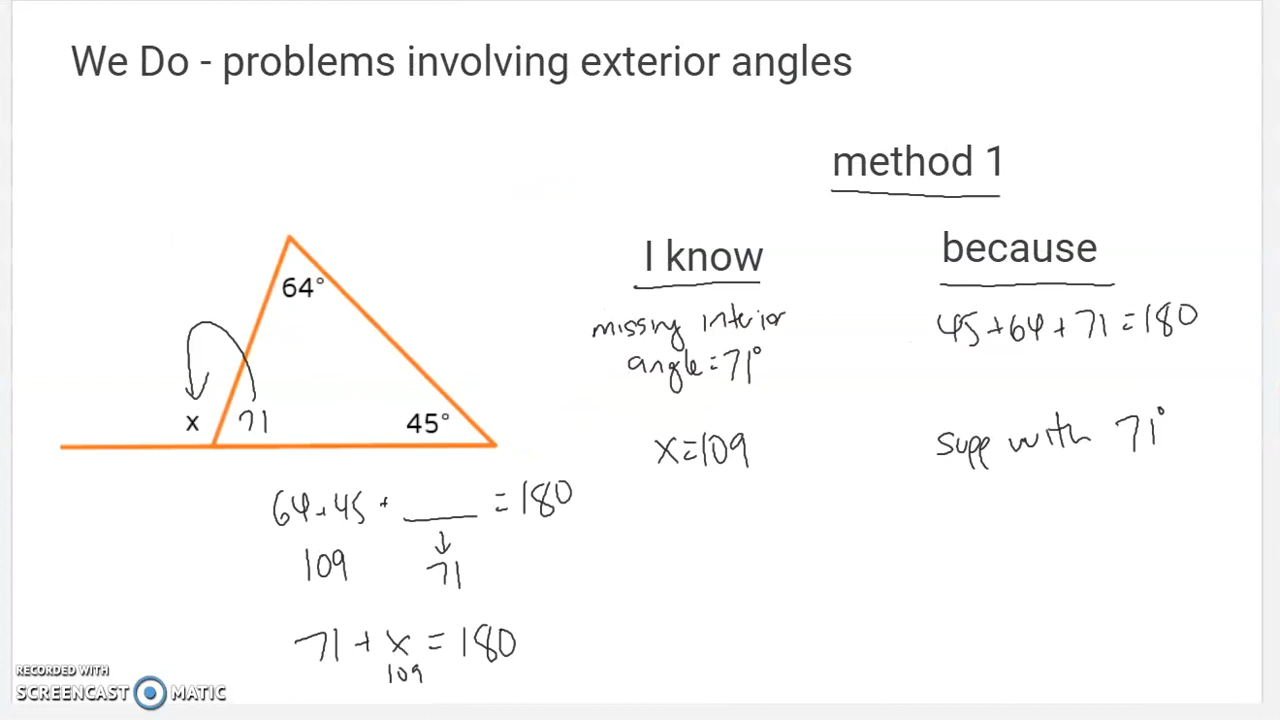 We Do - problems involving exterior angles
method 1
I know
because
missing interior
angle = 71°
45 + 64 + 71 = 180
x = 109
supp with 71°
64°
x
71
45°
64 + 45 + ___ = 180
109
71
71 + x = 180
109
RECORDED WITH
SCREENCAST MATIC